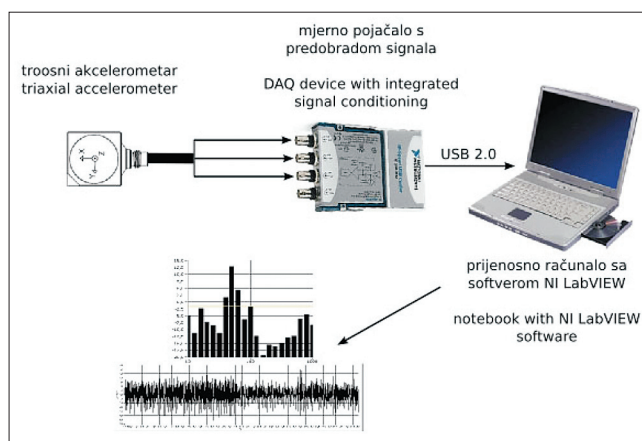 mjerno pojačalo s
predobradom signala
troosni akcelerometar
triaxial accelerometer
DAQ device with integrated
signal conditioning
X
Z
Y
USB 2.0
prijenosno računalo sa
softverom NI LabVIEW
notebook with NI LabVIEW
software